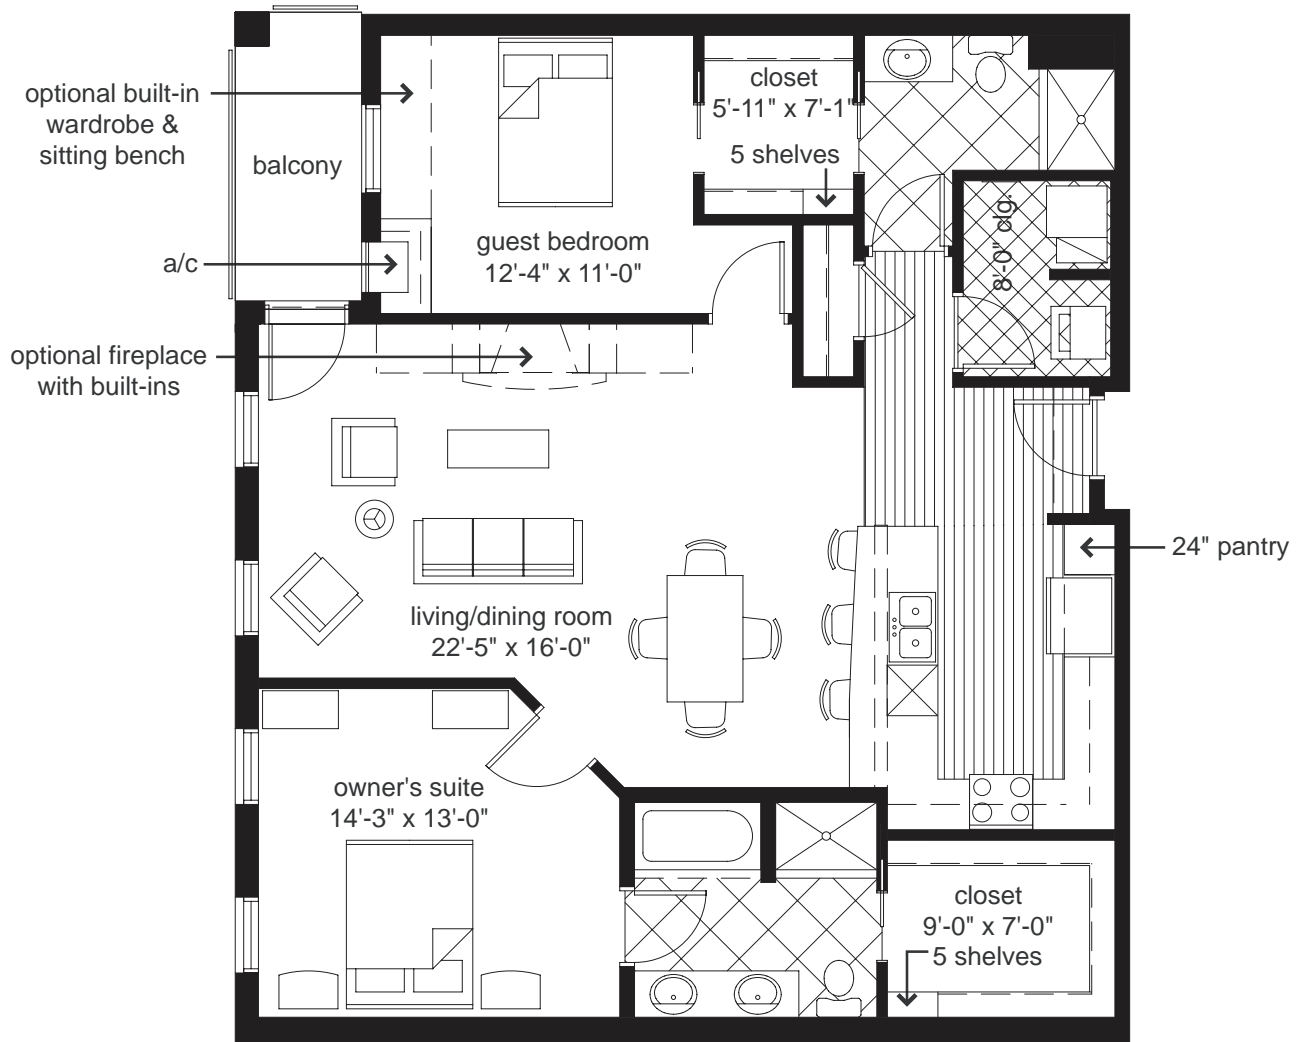 optional built-in
wardrobe &
sitting bench
balcony
closet
5'-11" x 7'-1"
5 shelves
a/c
guest bedroom
12'-4" x 11'-0"
8'-0" clg.
optional fireplace
with built-ins
24" pantry
living/dining room
22'-5" x 16'-0"
owner's suite
14'-3" x 13'-0"
closet
9'-0" x 7'-0"
5 shelves